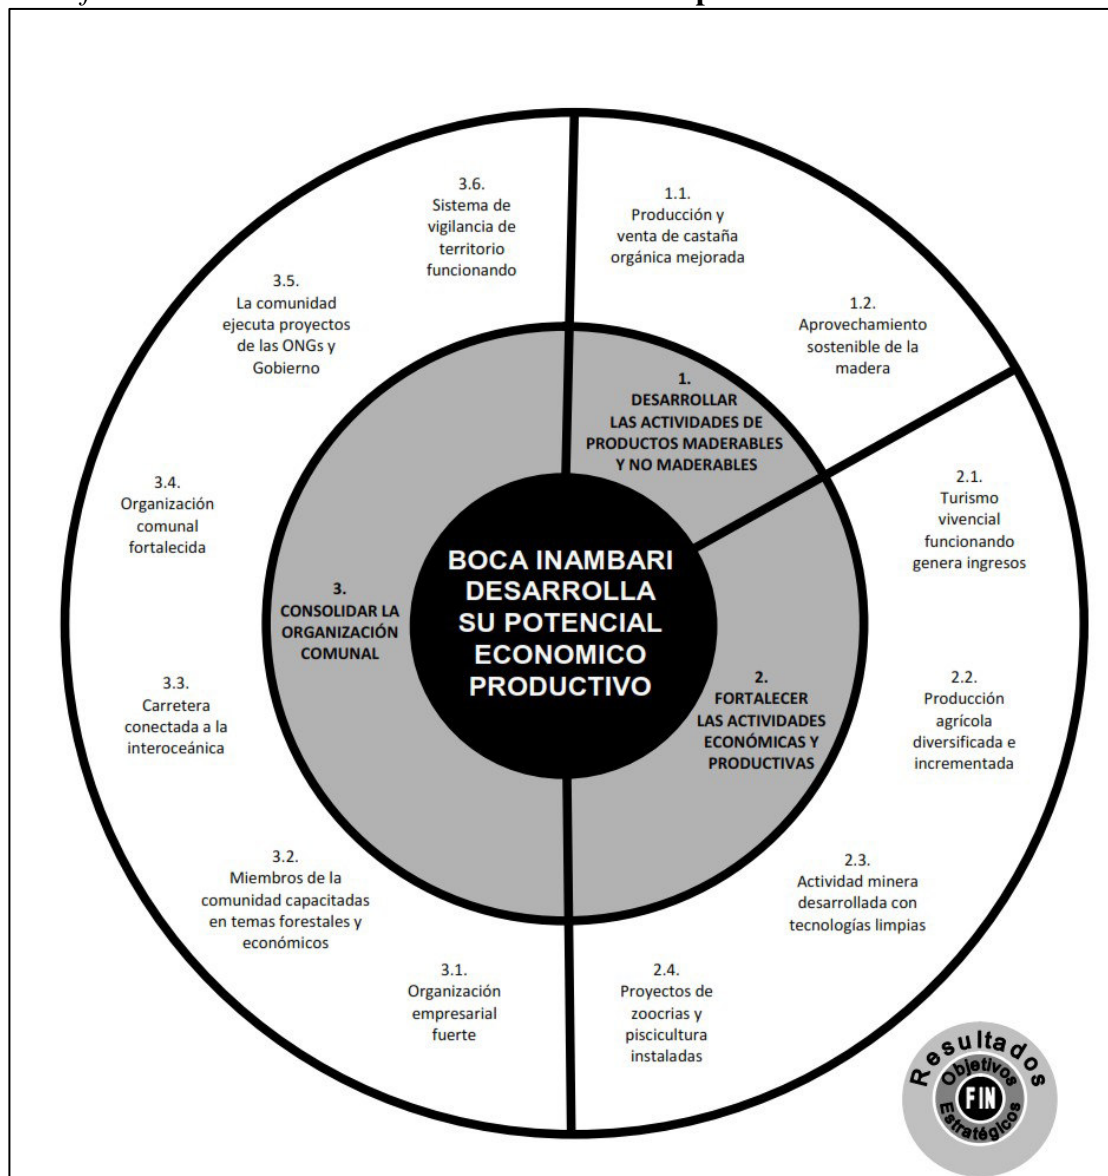 BOCA INAMBARI
DESARROLLA
SU POTENCIAL
ECONOMICO
PRODUCTIVO
1.
DESARROLLAR
LAS ACTIVIDADES DE
PRODUCTOS MADERABLES
Y NO MADERABLES
1.1.
Producción y
venta de castaña
orgánica mejorada
1.2.
Aprovechamiento
sostenible de la
madera
2.
FORTALECER
LAS ACTIVIDADES
ECONÓMICAS Y
PRODUCTIVAS
2.1.
Turismo
vivencial
funcionando
genera ingresos
2.2.
Producción
agrícola
diversificada e
incrementada
2.3.
Actividad minera
desarrollada con
tecnologías limpias
2.4.
Proyectos de
zoocrias y
piscicultura
instaladas
3.
CONSOLIDAR LA
ORGANIZACIÓN
COMUNAL
3.1.
Organización
empresarial
fuerte
3.2.
Miembros de la
comunidad capacitadas
en temas forestales y
económicos
3.3.
Carretera
conectada a la
interoceánica
3.4.
Organización
comunal
fortalecida
3.5.
La comunidad
ejecuta proyectos
de las ONGs y
Gobierno
3.6.
Sistema de
vigilancia de
territorio
funcionando
Resultados
Objetivos
Estratégicos
FIN